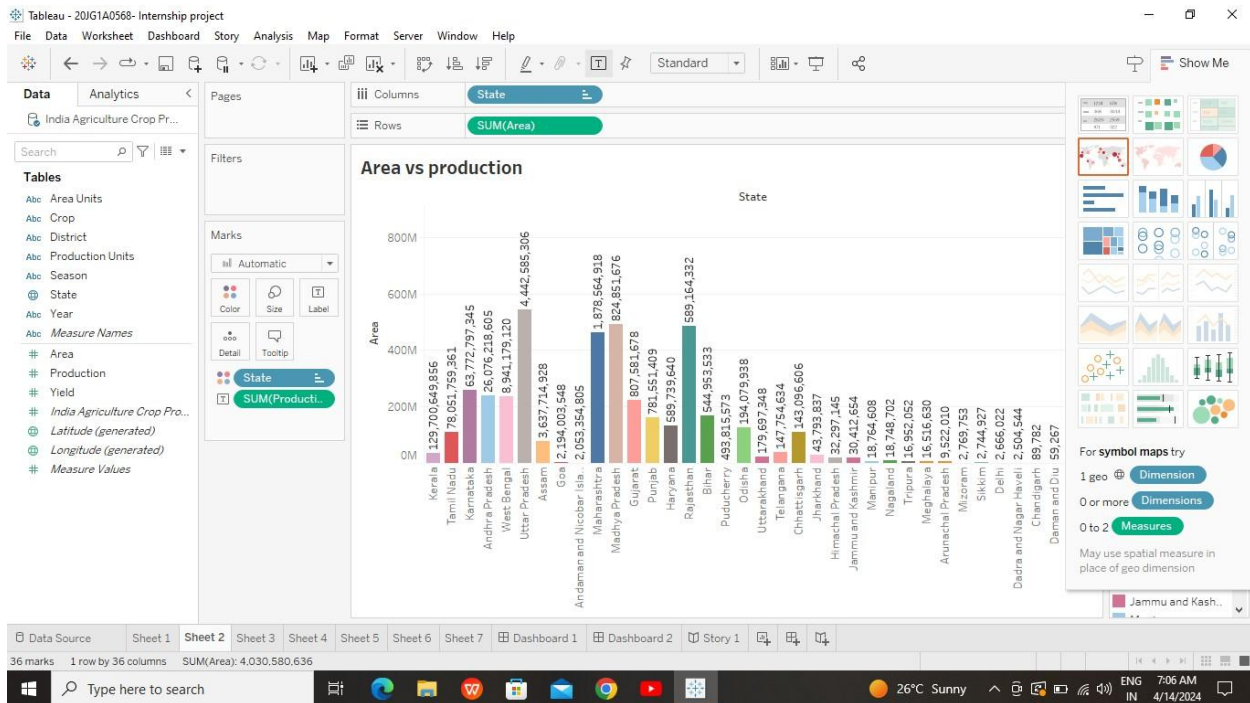 Tableau - 20JG1A0568- Internship project
File Data Worksheet Dashboard Story Analysis Map Format Server Window Help
Standard
Show Me
Data Analytics
India Agriculture Crop Pr...
Search
Tables
Abc Area Units
Abc Crop
Abc District
Abc Production Units
Abc Season
State
Abc Year
Abc Measure Names
# Area
# Production
# Yield
# India Agriculture Crop Pro...
Latitude (generated)
Longitude (generated)
# Measure Values
Pages
Filters
Marks
Automatic
Color Size Label
Detail Tooltip
State
SUM(Producti..
iii Columns State
Rows SUM(Area)
Area vs production
State
Area
800M
600M
400M
200M
0M
129,700,649,856
78,051,759,361
63,772,797,345
26,076,218,605
8,941,179,120
4,442,585,306
3,637,714,928
2,194,003,548
2,053,354,805
1,878,564,918
824,851,676
807,581,678
781,551,409
589,739,640
589,164,332
544,953,533
493,815,573
194,079,938
179,697,348
147,754,634
143,096,606
43,793,837
32,297,145
30,412,654
18,764,608
18,748,702
16,952,052
16,516,630
9,522,010
2,769,753
2,744,927
2,666,022
2,504,544
89,782
59,267
Kerala
Tamil Nadu
Karnataka
Andhra Pradesh
West Bengal
Uttar Pradesh
Assam
Goa
Andaman and Nicobar Isla...
Maharashtra
Madhya Pradesh
Gujarat
Punjab
Haryana
Rajasthan
Bihar
Puducherry
Odisha
Uttarakhand
Telangana
Chhattisgarh
Jharkhand
Himachal Pradesh
Jammu and Kashmir
Manipur
Nagaland
Tripura
Meghalaya
Arunachal Pradesh
Mizoram
Sikkim
Delhi
Dadra and Nagar Haveli
Chandigarh
Daman and Diu
For symbol maps try
1 geo Dimension
0 or more Dimensions
0 to 2 Measures
May use spatial measure in
place of geo dimension
Jammu and Kash..
Data Source Sheet 1 Sheet 2 Sheet 3 Sheet 4 Sheet 5 Sheet 6 Sheet 7 Dashboard 1 Dashboard 2 Story 1
36 marks 1 row by 36 columns SUM(Area): 4,030,580,636
Type here to search
26°C Sunny
ENG
IN
7:06 AM
4/14/2024